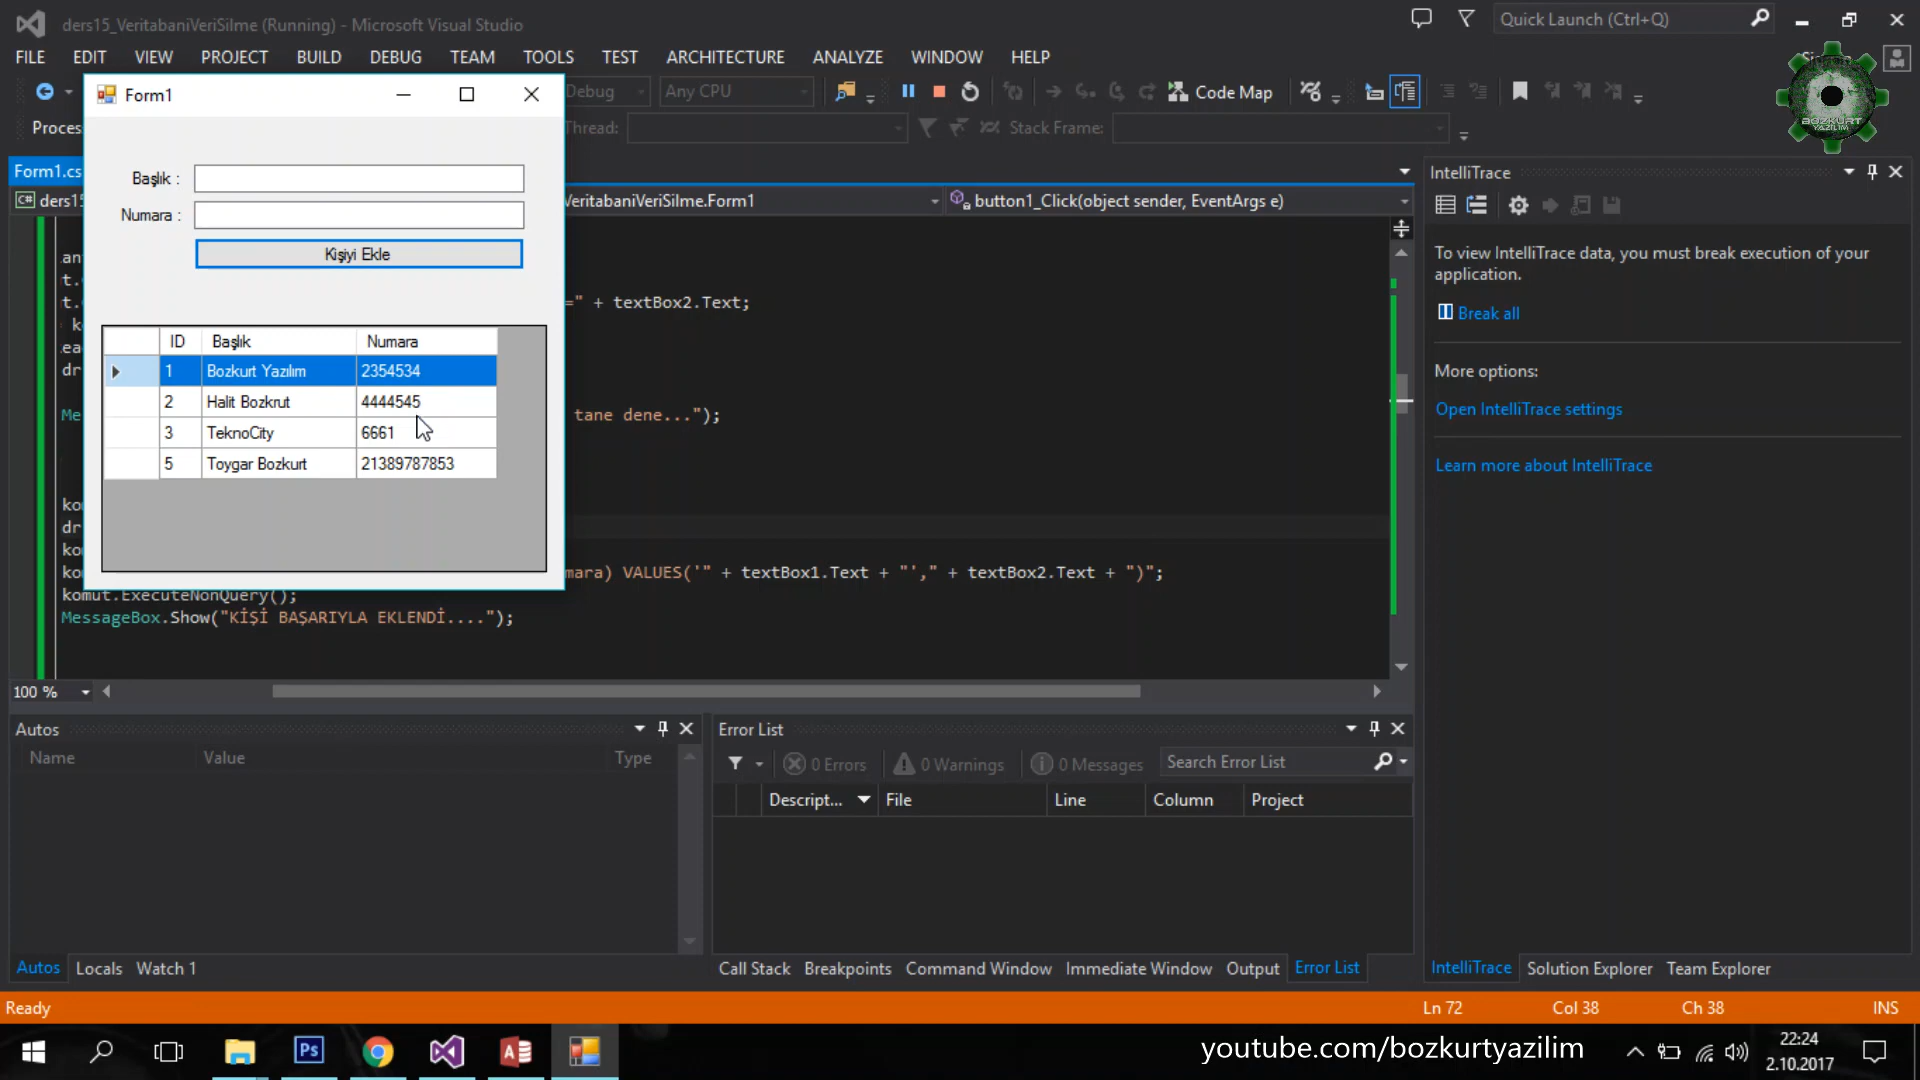 ders15_VeritabaniVeriSilme (Running) - Microsoft Visual Studio
Quick Launch (Ctrl+Q)
FILE EDIT VIEW PROJECT BUILD DEBUG TEAM TOOLS TEST ARCHITECTURE ANALYZE WINDOW HELP
Form1
Debug
Any CPU
Code Map
BOZKURT
YAZILIM
Proces
Thread:
Stack Frame:
Form1.cs
ders15
VeritabaniVeriSilme.Form1
button1_Click(object sender, EventArgs e)
Başlık :
Numara :
Kişiyi Ekle
=" + textBox2.Text;
tane dene...");
ID Başlık Numara
1 Bozkurt Yazılım 2354534
2 Halit Bozkrut 4444545
3 TeknoCity 6661
5 Toygar Bozkurt 21389787853
mara) VALUES('" + textBox1.Text + "'," + textBox2.Text + ")";
komut.ExecuteNonQuery();
MessageBox.Show("KİŞİ BAŞARIYLA EKLENDİ....");
100 %
IntelliTrace
To view IntelliTrace data, you must break execution of your
application.
Break all
More options:
Open IntelliTrace settings
Learn more about IntelliTrace
Autos
Name Value Type
Error List
0 Errors 0 Warnings 0 Messages Search Error List
Descript... File Line Column Project
Autos Locals Watch 1
Call Stack Breakpoints Command Window Immediate Window Output Error List
IntelliTrace Solution Explorer Team Explorer
Ready
Ln 72 Col 38 Ch 38 INS
Ps
youtube.com/bozkurtyazilim
22:24
2.10.2017